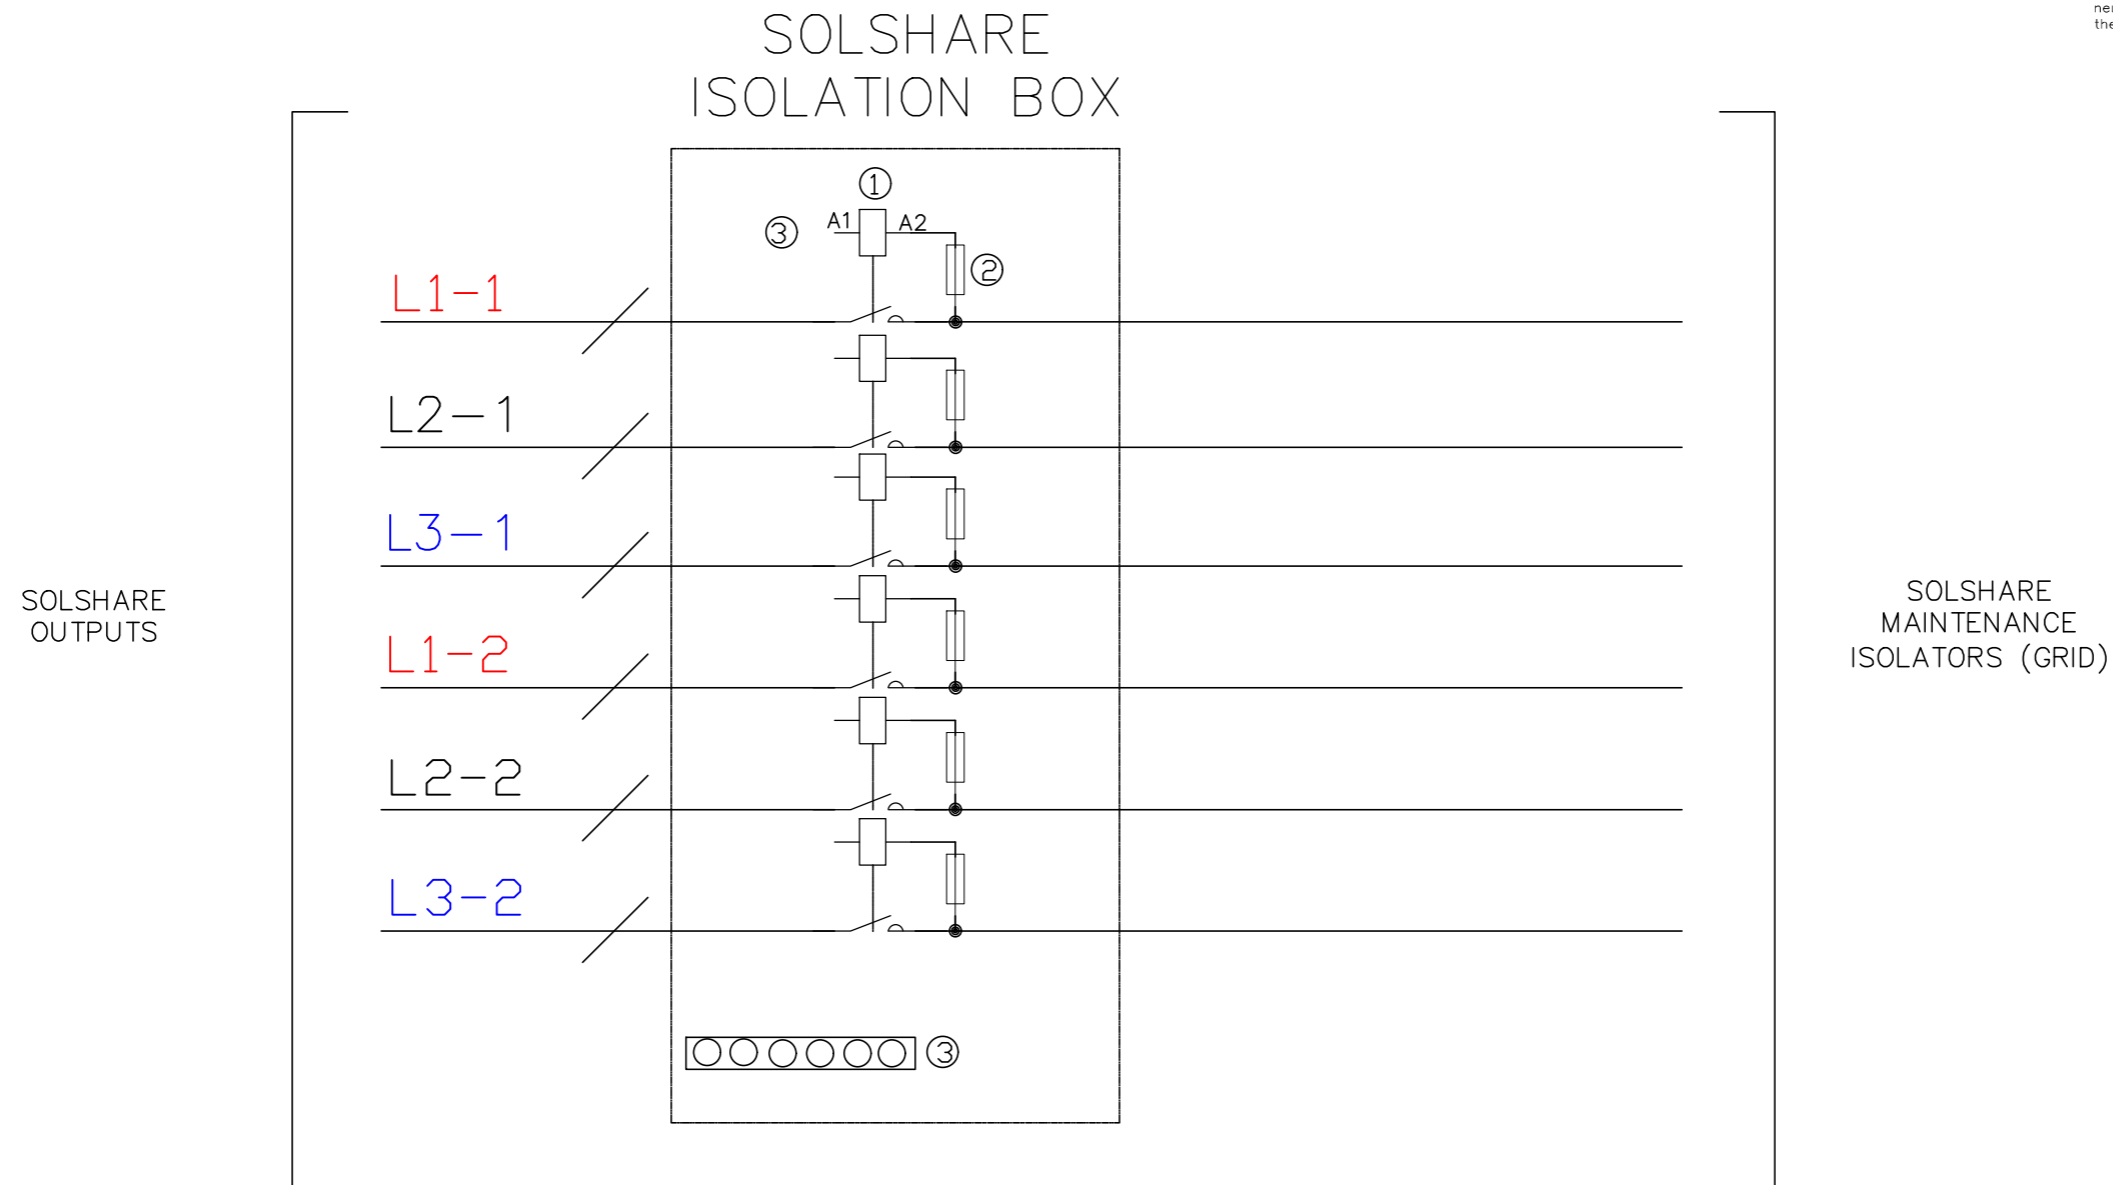 SOLSHARE
ISOLATION BOX
1
3
A1
A2
2
L1-1
L2-1
L3-1
SOLSHARE
OUTPUTS
SOLSHARE
MAINTENANCE
ISOLATORS (GRID)
L1-2
L2-2
L3-2
3